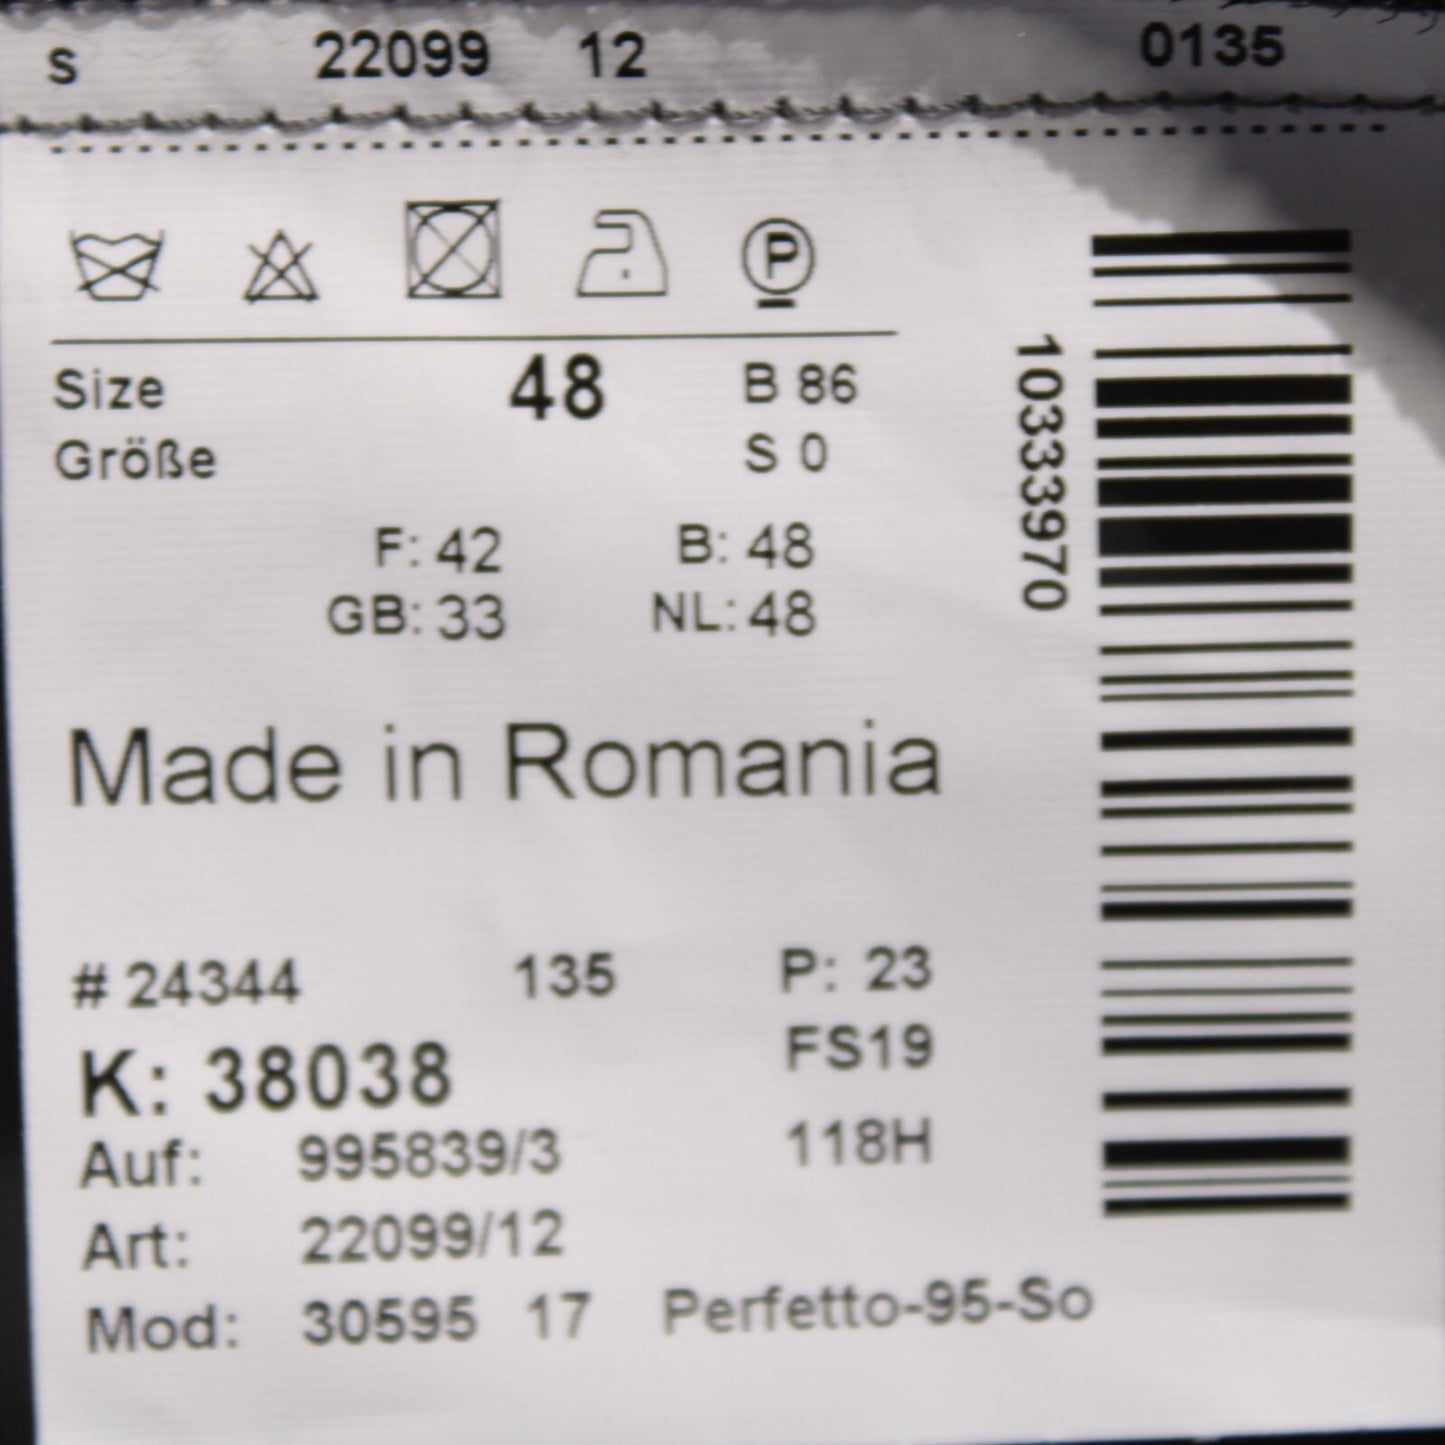 s 22099 12 0135
P
Size 48 B 86
Größe S 0
F: 42 B: 48
GB: 33 NL: 48
Made in Romania
# 24344 135 P: 23
K: 38038 FS19
Auf: 995839/3 118H
Art: 22099/12
Mod: 30595 17 Perfetto-95-So
10333970